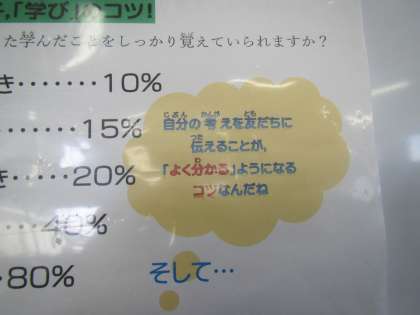 「学び」のコツ!
た学んだことをしっかり覚えていられますか?
き・・・・・・・10%
・・・・・・15%
き・・・・・20%
・・・・40%
・・80%
自分の考えを友だちに
伝えることが、
「よく分かる」ようになる
コツなんだね
そして…